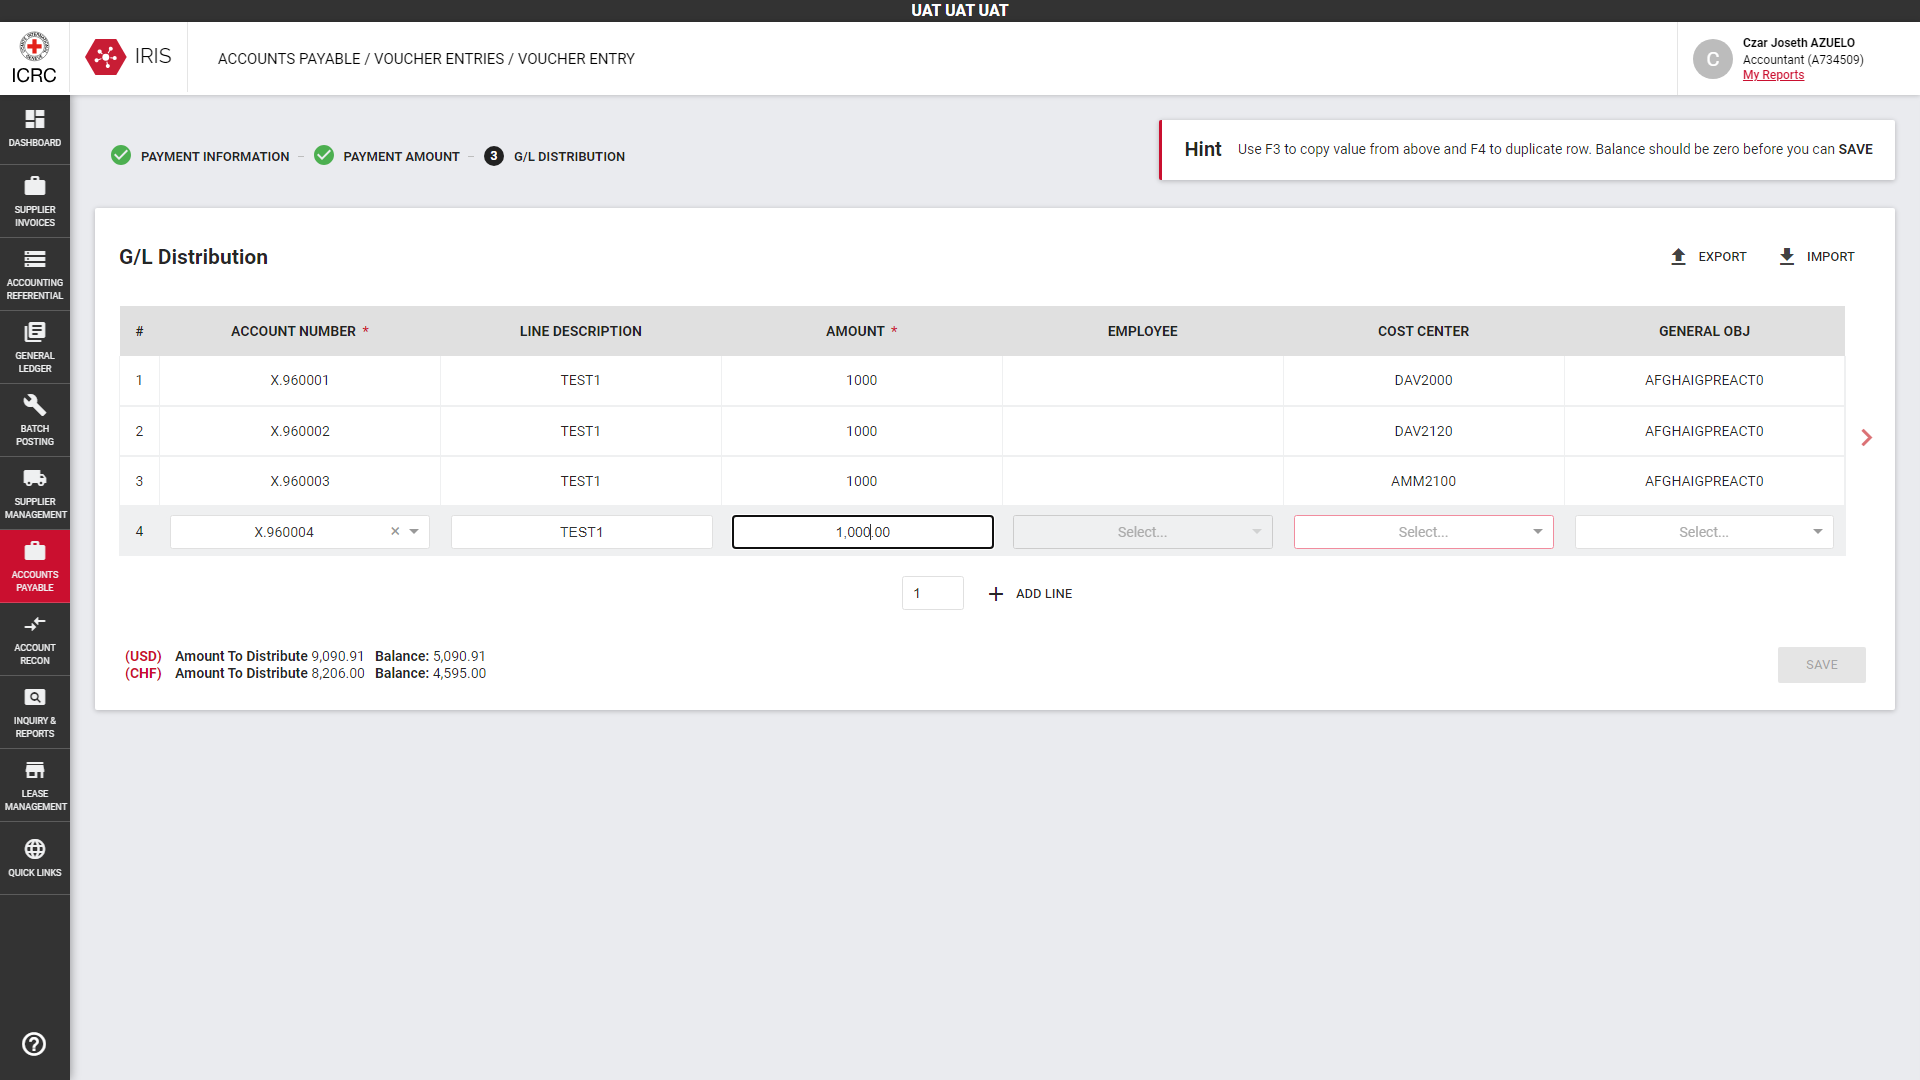 UAT UAT UAT
ICRC
IRIS
ACCOUNTS PAYABLE / VOUCHER ENTRIES / VOUCHER ENTRY
C
Czar Joseth AZUELO
Accountant (A734509)
My Reports
DASHBOARD
SUPPLIER
INVOICES
ACCOUNTING
REFERENTIAL
GENERAL
LEDGER
BATCH
POSTING
SUPPLIER
MANAGEMENT
ACCOUNTS
PAYABLE
ACCOUNT
RECON
INQUIRY &
REPORTS
LEASE
MANAGEMENT
QUICK LINKS
PAYMENT INFORMATION
PAYMENT AMOUNT
3 G/L DISTRIBUTION
Hint Use F3 to copy value from above and F4 to duplicate row. Balance should be zero before you can SAVE
G/L Distribution
EXPORT
IMPORT
# ACCOUNT NUMBER * LINE DESCRIPTION AMOUNT * EMPLOYEE COST CENTER GENERAL OBJ
1 X.960001 TEST1 1000 DAV2000 AFGHAIGPREACT0
2 X.960002 TEST1 1000 DAV2120 AFGHAIGPREACT0
3 X.960003 TEST1 1000 AMM2100 AFGHAIGPREACT0
4 X.960004 TEST1 1,000.00 Select... Select... Select...
1 ADD LINE
(USD) Amount To Distribute 9,090.91 Balance: 5,090.91
(CHF) Amount To Distribute 8,206.00 Balance: 4,595.00
SAVE